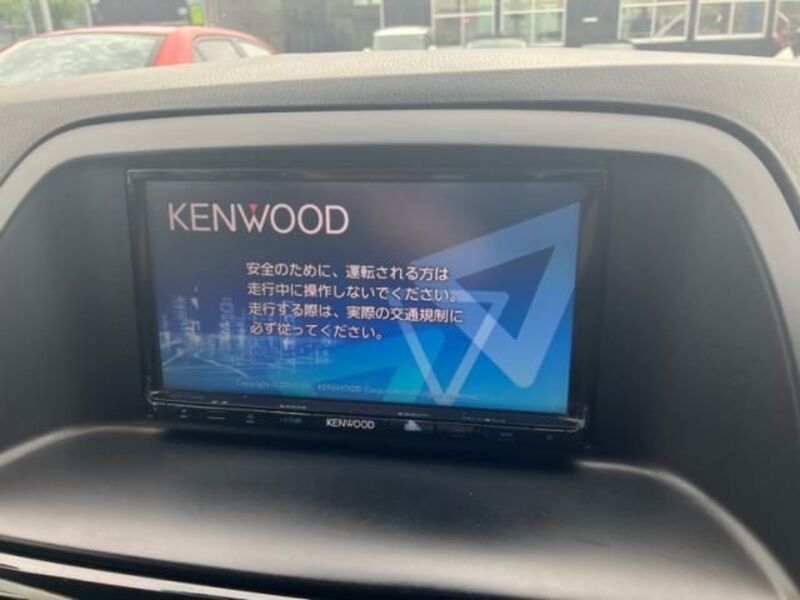 KENWOOD
安全のために、運転される方は
走行中に操作しないでください。
走行する際は、実際の交通規制に
必ず従ってください。
KENWOOD Corporation
KENWOOD